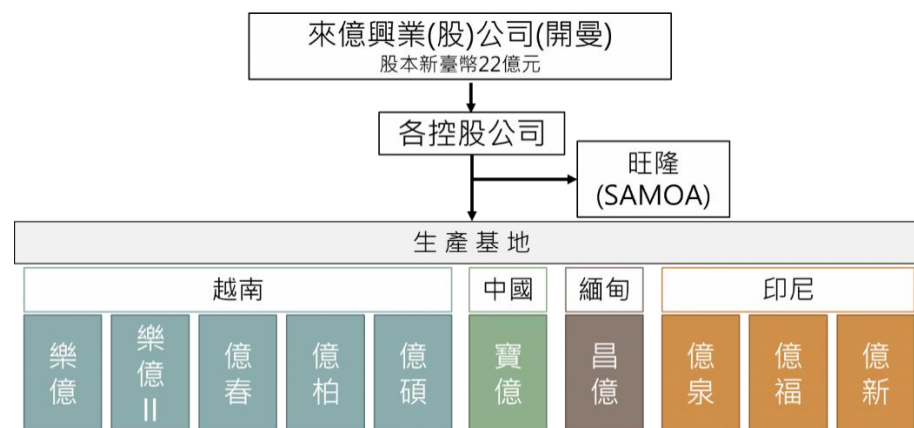 來億興業(股)公司(開曼)
股本新臺幣22億元
各控股公司
旺隆
(SAMOA)
生產基地
越南
中國
緬甸
印尼
樂億
樂億II
億春
億柏
億碩
寶億
昌億
億泉
億福
億新